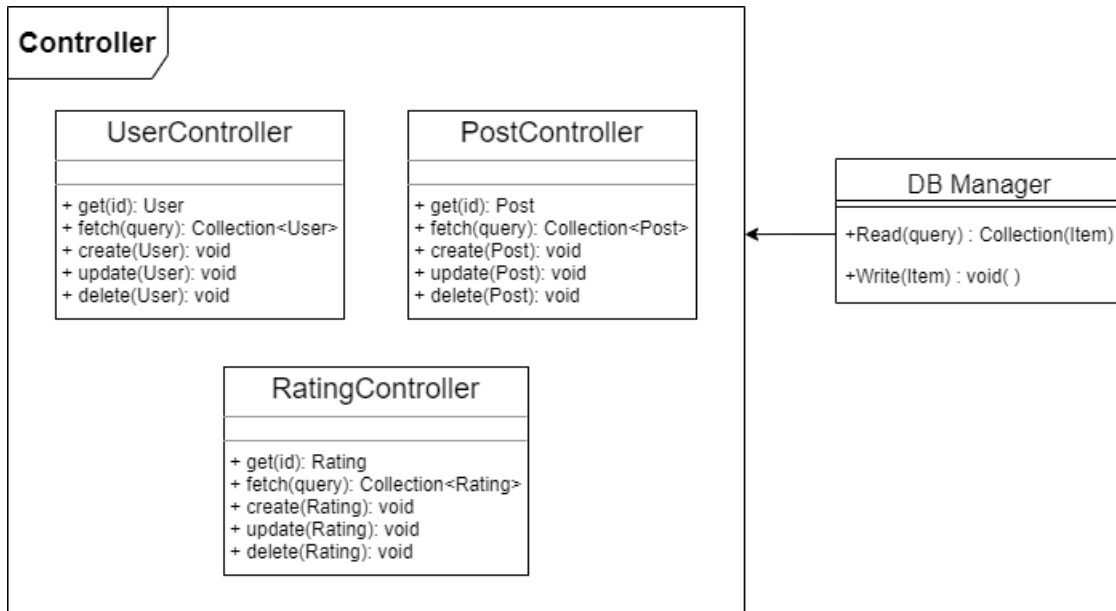 Controller
UserController
+ get(id): User
+ fetch(query): Collection<User>
+ create(User): void
+ update(User): void
+ delete(User): void
PostController
+ get(id): Post
+ fetch(query): Collection<Post>
+ create(Post): void
+ update(Post): void
+ delete(Post): void
DB Manager
+Read(query) : Collection(Item)
+Write(Item) : void( )
RatingController
+ get(id): Rating
+ fetch(query): Collection<Rating>
+ create(Rating): void
+ update(Rating): void
+ delete(Rating): void